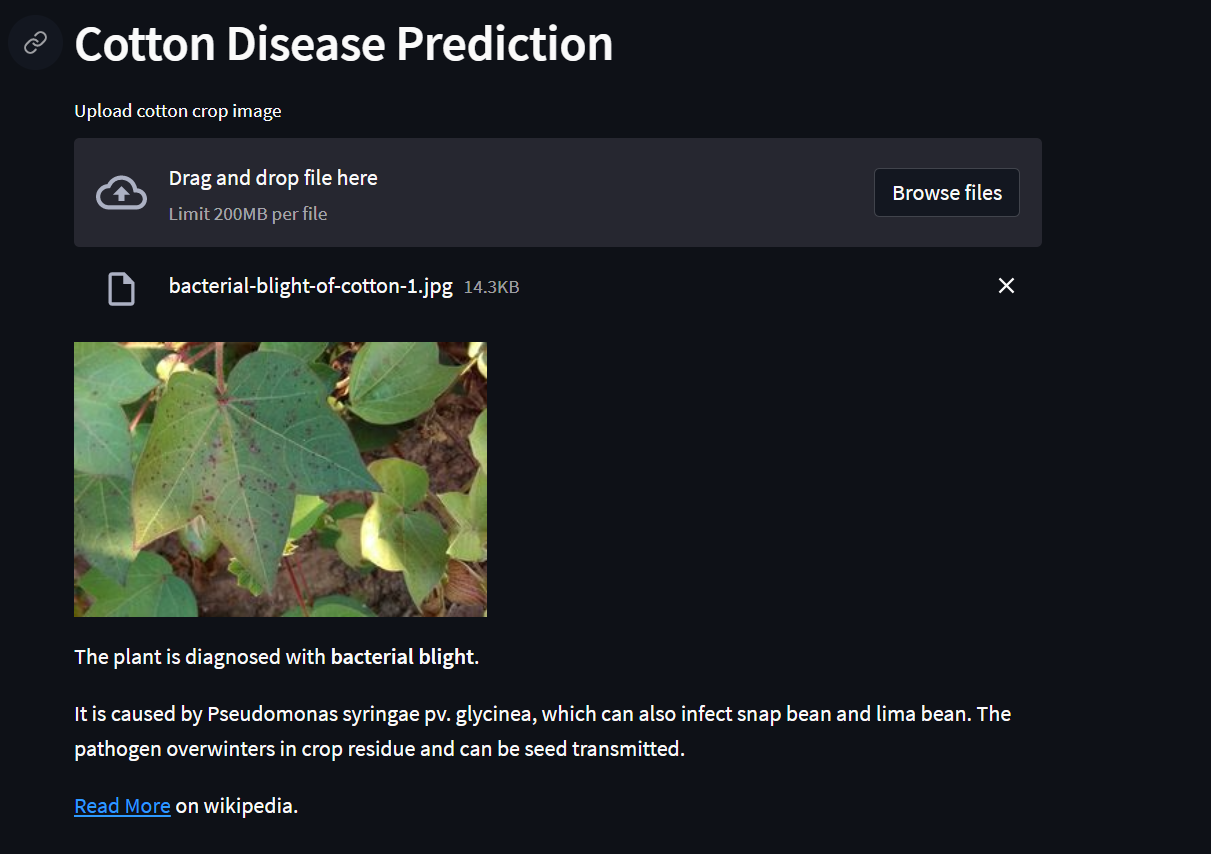 Cotton Disease Prediction
Upload cotton crop image
Drag and drop file here
Limit 200MB per file
Browse files
bacterial-blight-of-cotton-1.jpg 14.3KB
The plant is diagnosed with bacterial blight.
It is caused by Pseudomonas syringae pv. glycinea, which can also infect snap bean and lima bean. The
pathogen overwinters in crop residue and can be seed transmitted.
Read More on wikipedia.